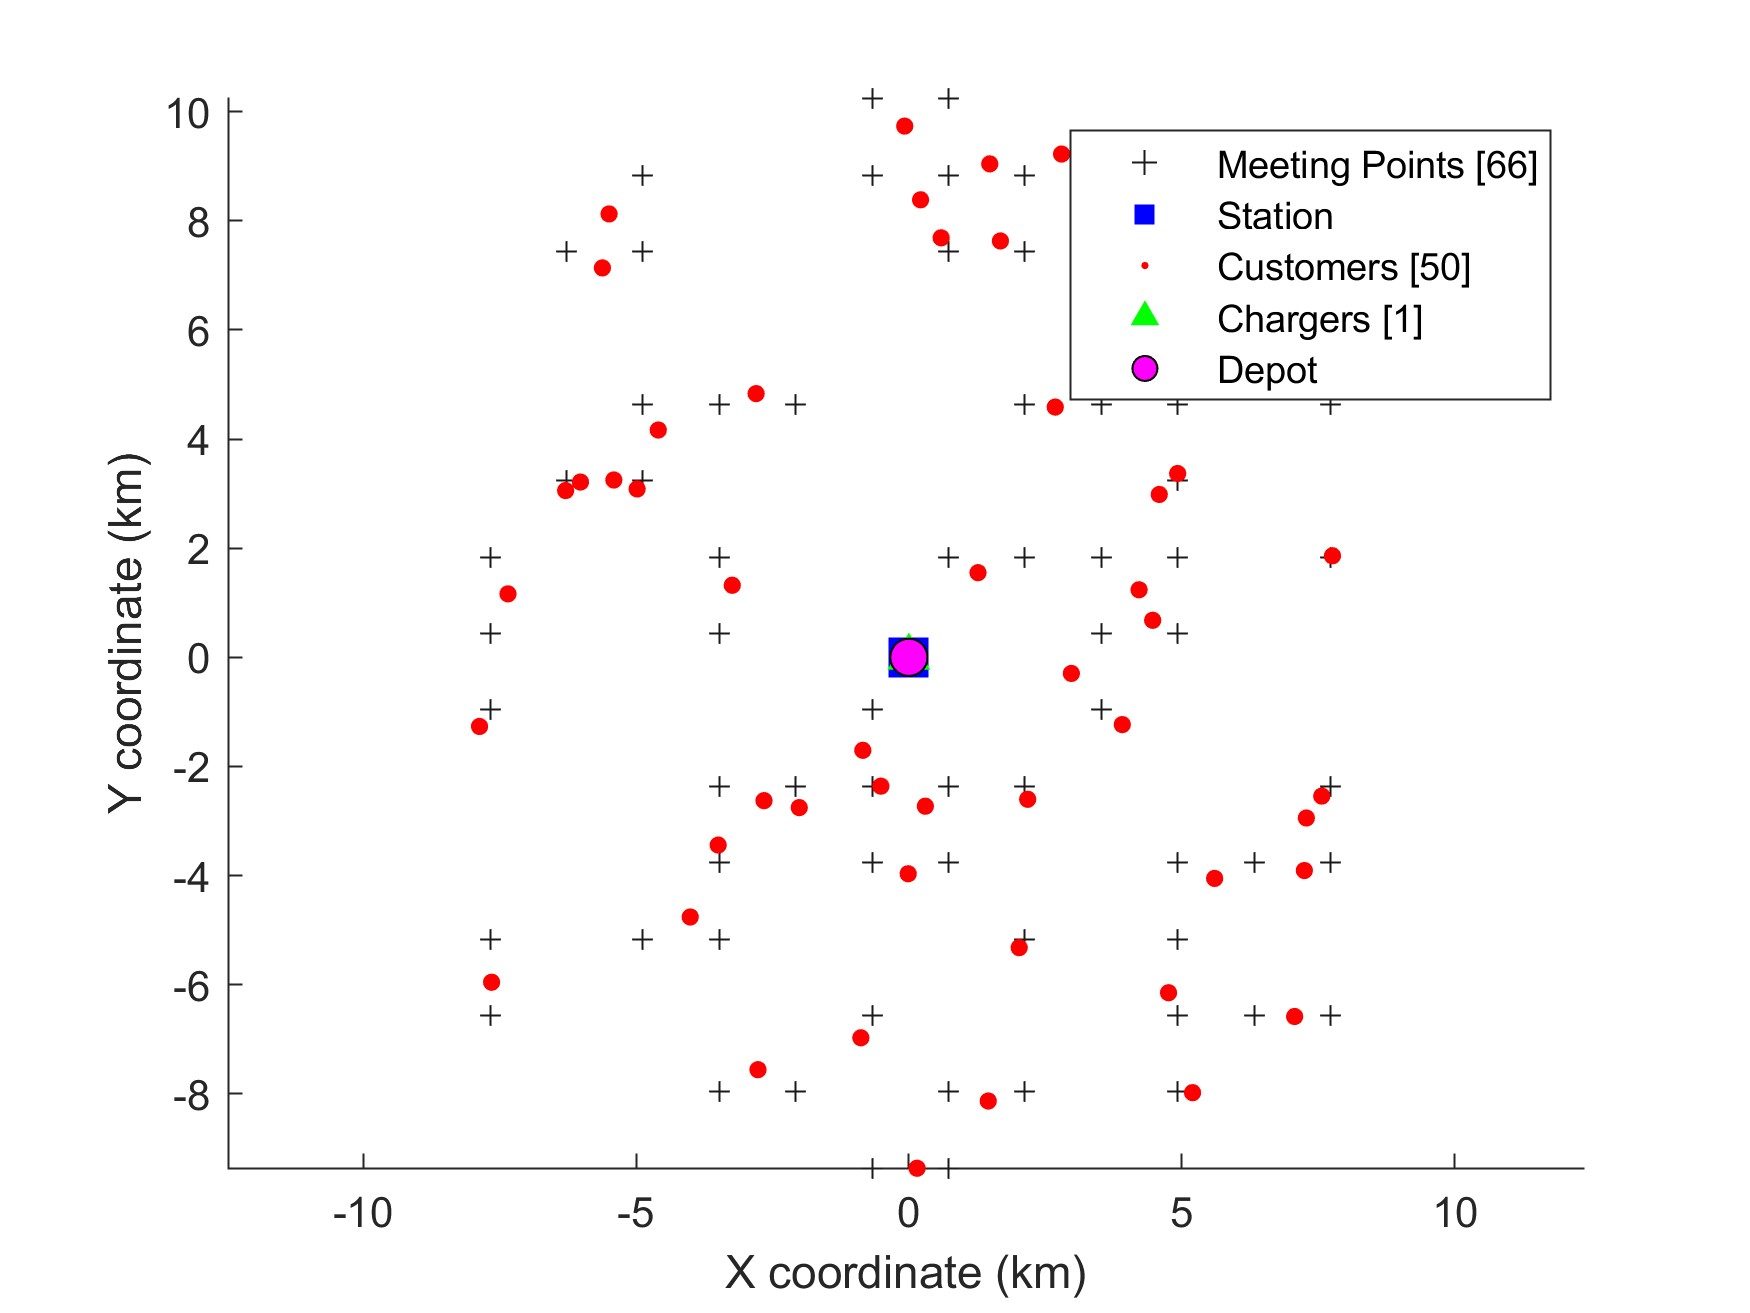 10
8
6
4
2
0
-2
-4
-6
-8
-10
-5
0
5
10
X coordinate (km)
Y coordinate (km)
Meeting Points [66]
Station
Customers [50]
Chargers [1]
Depot